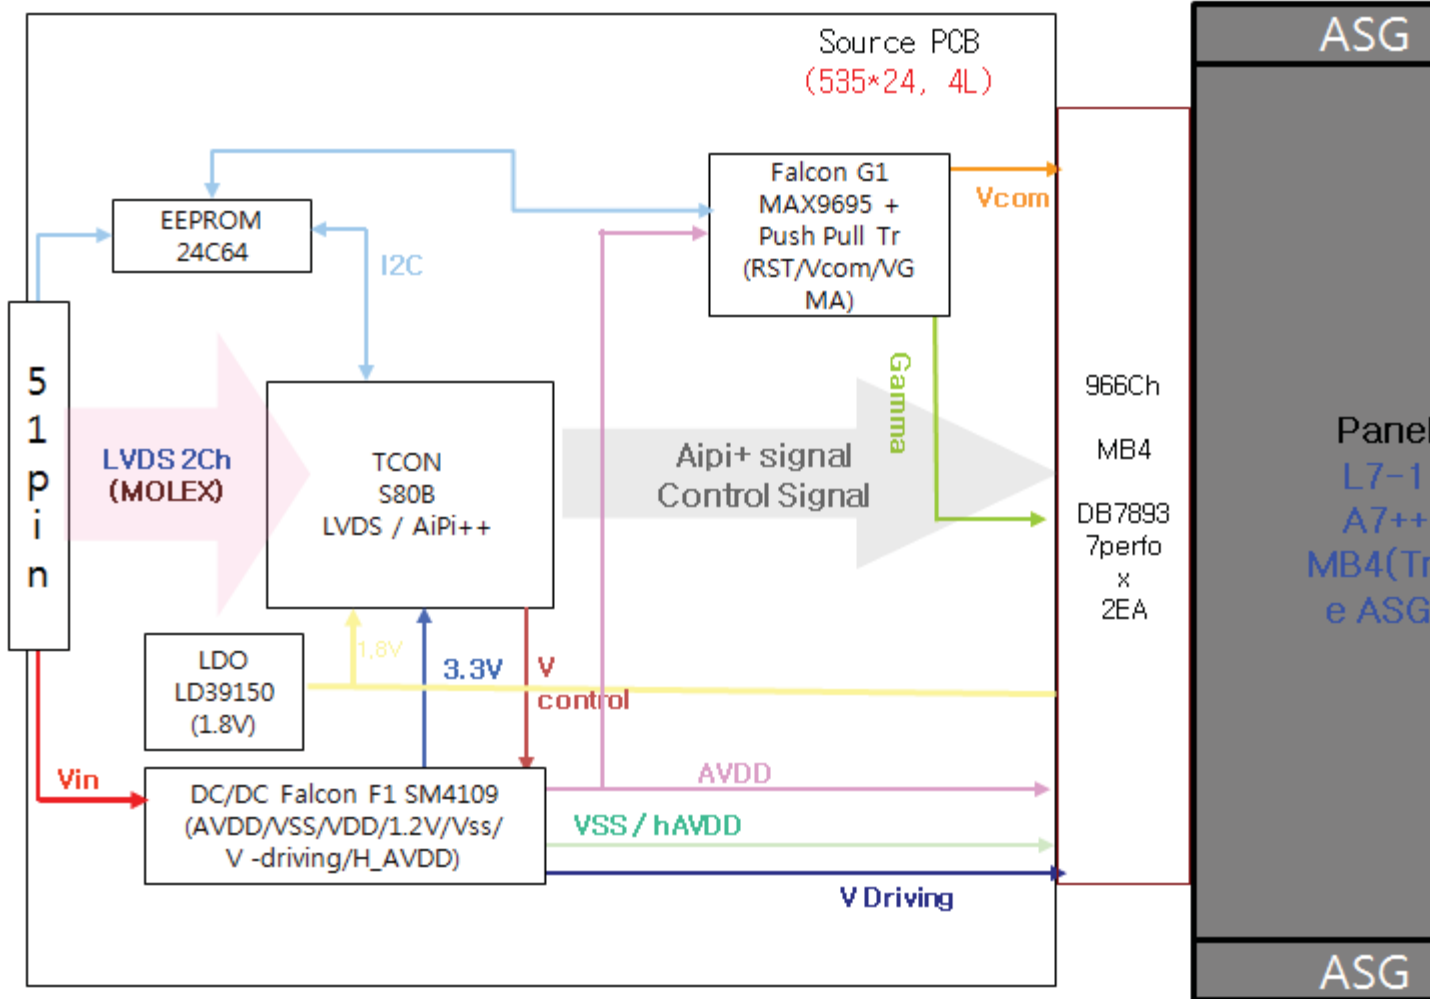 ASG
Source PCB
(535*24, 4L)
Falcon G1
MAX9695 +
Push Pull Tr
(RST/Vcom/VG
MA)
Vcom
EEPROM
24C64
I2C
5
1
p
i
n
LVDS 2Ch
(MOLEX)
TCON
S80B
LVDS / AiPi++
Aipi+ signal
Control Signal
Gamma
966Ch
MB4
DB7893
7perfo
x
2EA
Panel
L7-1
A7++
MB4(Tr
e ASG
LDO
LD39150
(1.8V)
1.8V
3.3V
V
control
Vin
DC/DC Falcon F1 SM4109
(AVDD/VSS/VDD/1.2V/Vss/
V -driving/H_AVDD)
AVDD
VSS / hAVDD
V Driving
ASG